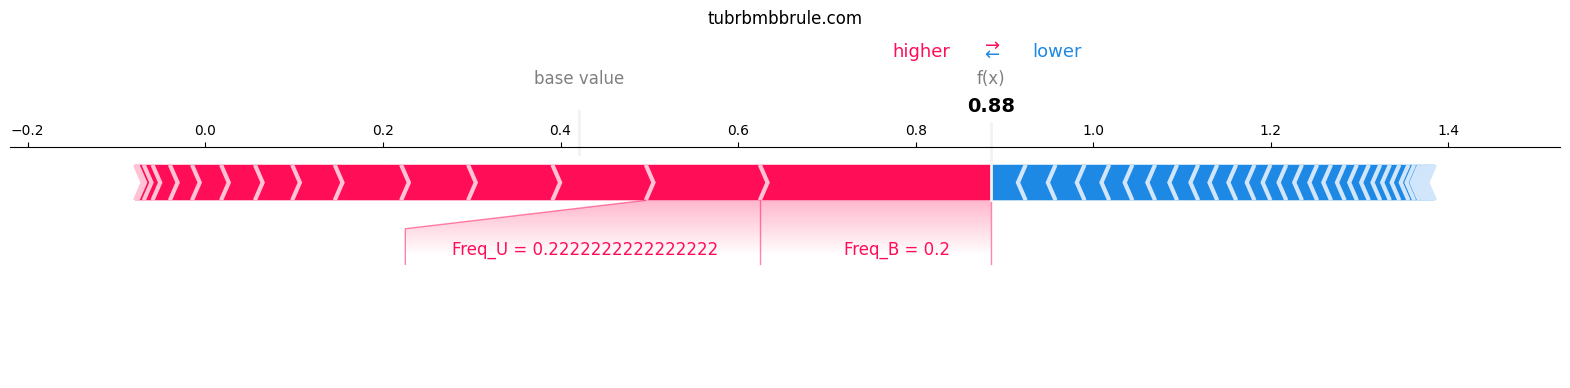 tubrbmbbrule.com
higher ⇄ lower
base value f(x)
0.88
−0.2 0.0 0.2 0.4 0.6 0.8 1.0 1.2 1.4
Freq_U = 0.2222222222222222 Freq_B = 0.2